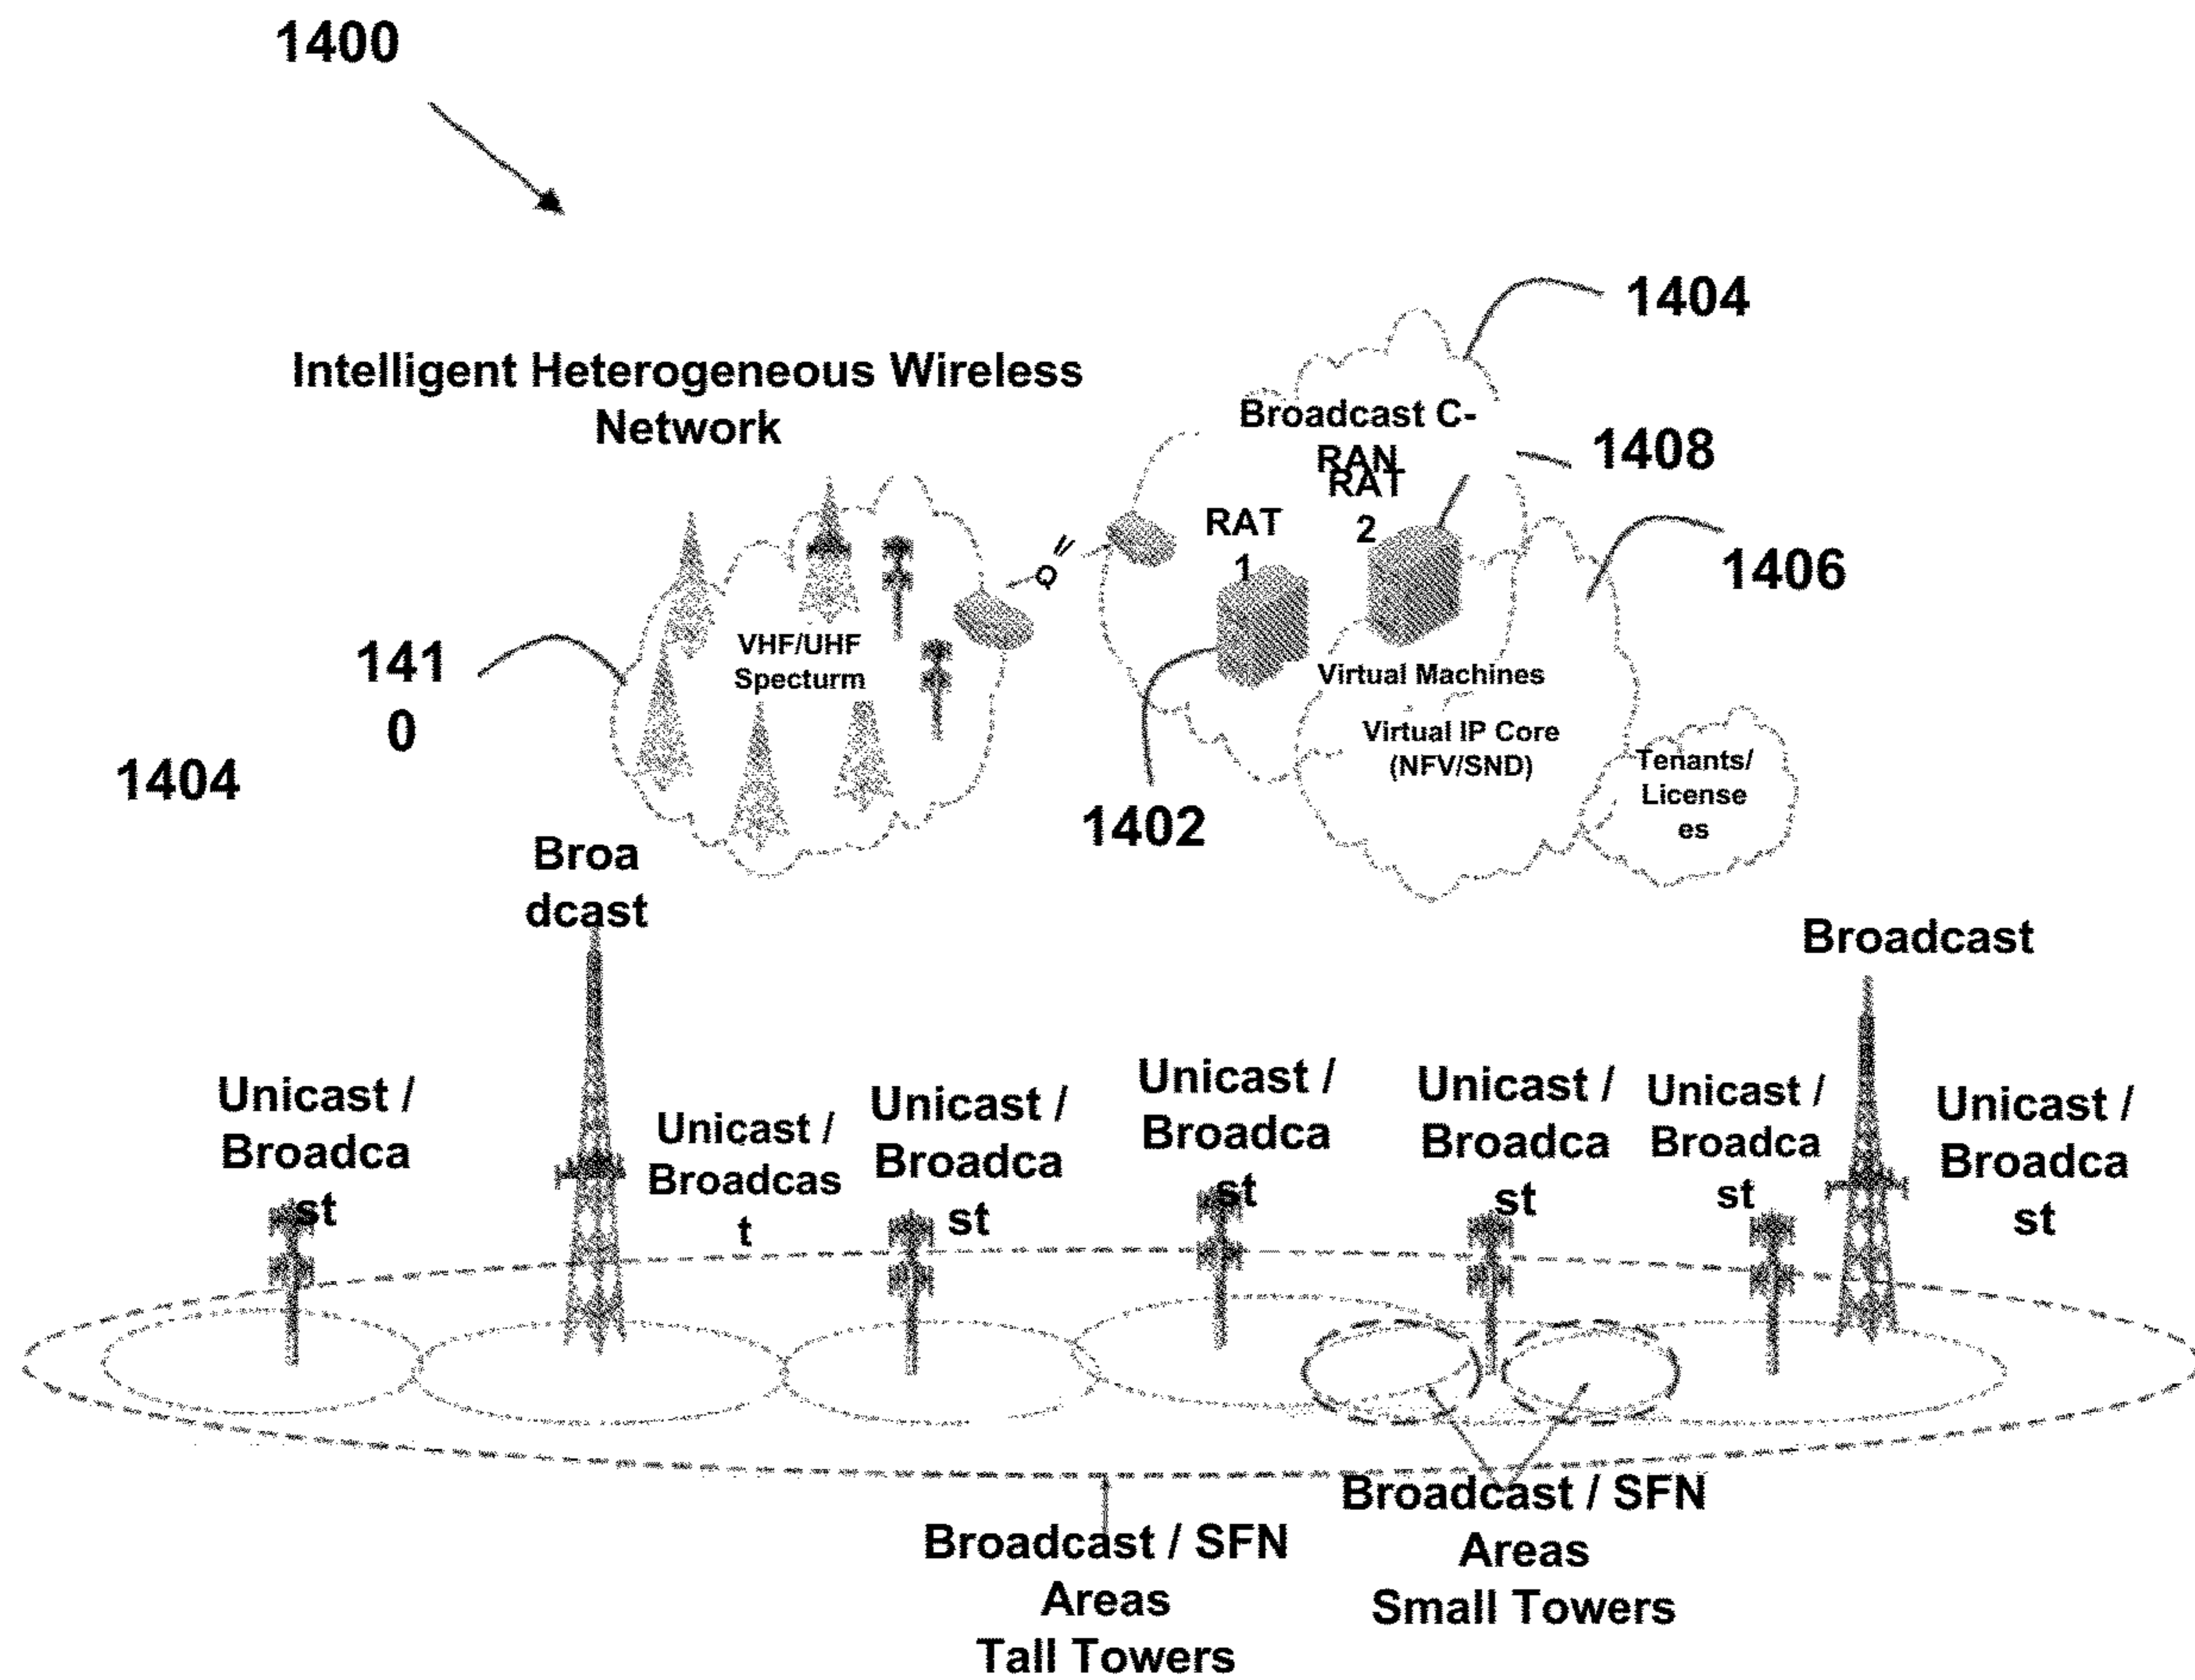 1400
1404
Intelligent Heterogeneous Wireless
Network
Broadcast C-
RAN
1408
RAT
2
RAT
1
1406
VHF/UHF
Specturm
141
0
Virtual Machines
Virtual IP Core
(NFV/SND)
Tenants/
License
es
1404
1402
Broa
dcast
Broadcast
Unicast /
Broadca
st
Unicast /
Broadcas
t
Unicast /
Broadca
st
Unicast /
Broadca
st
Unicast /
Broadca
st
Unicast /
Broadca
st
Unicast /
Broadca
st
Broadcast / SFN
Areas
Tall Towers
Broadcast / SFN
Areas
Small Towers